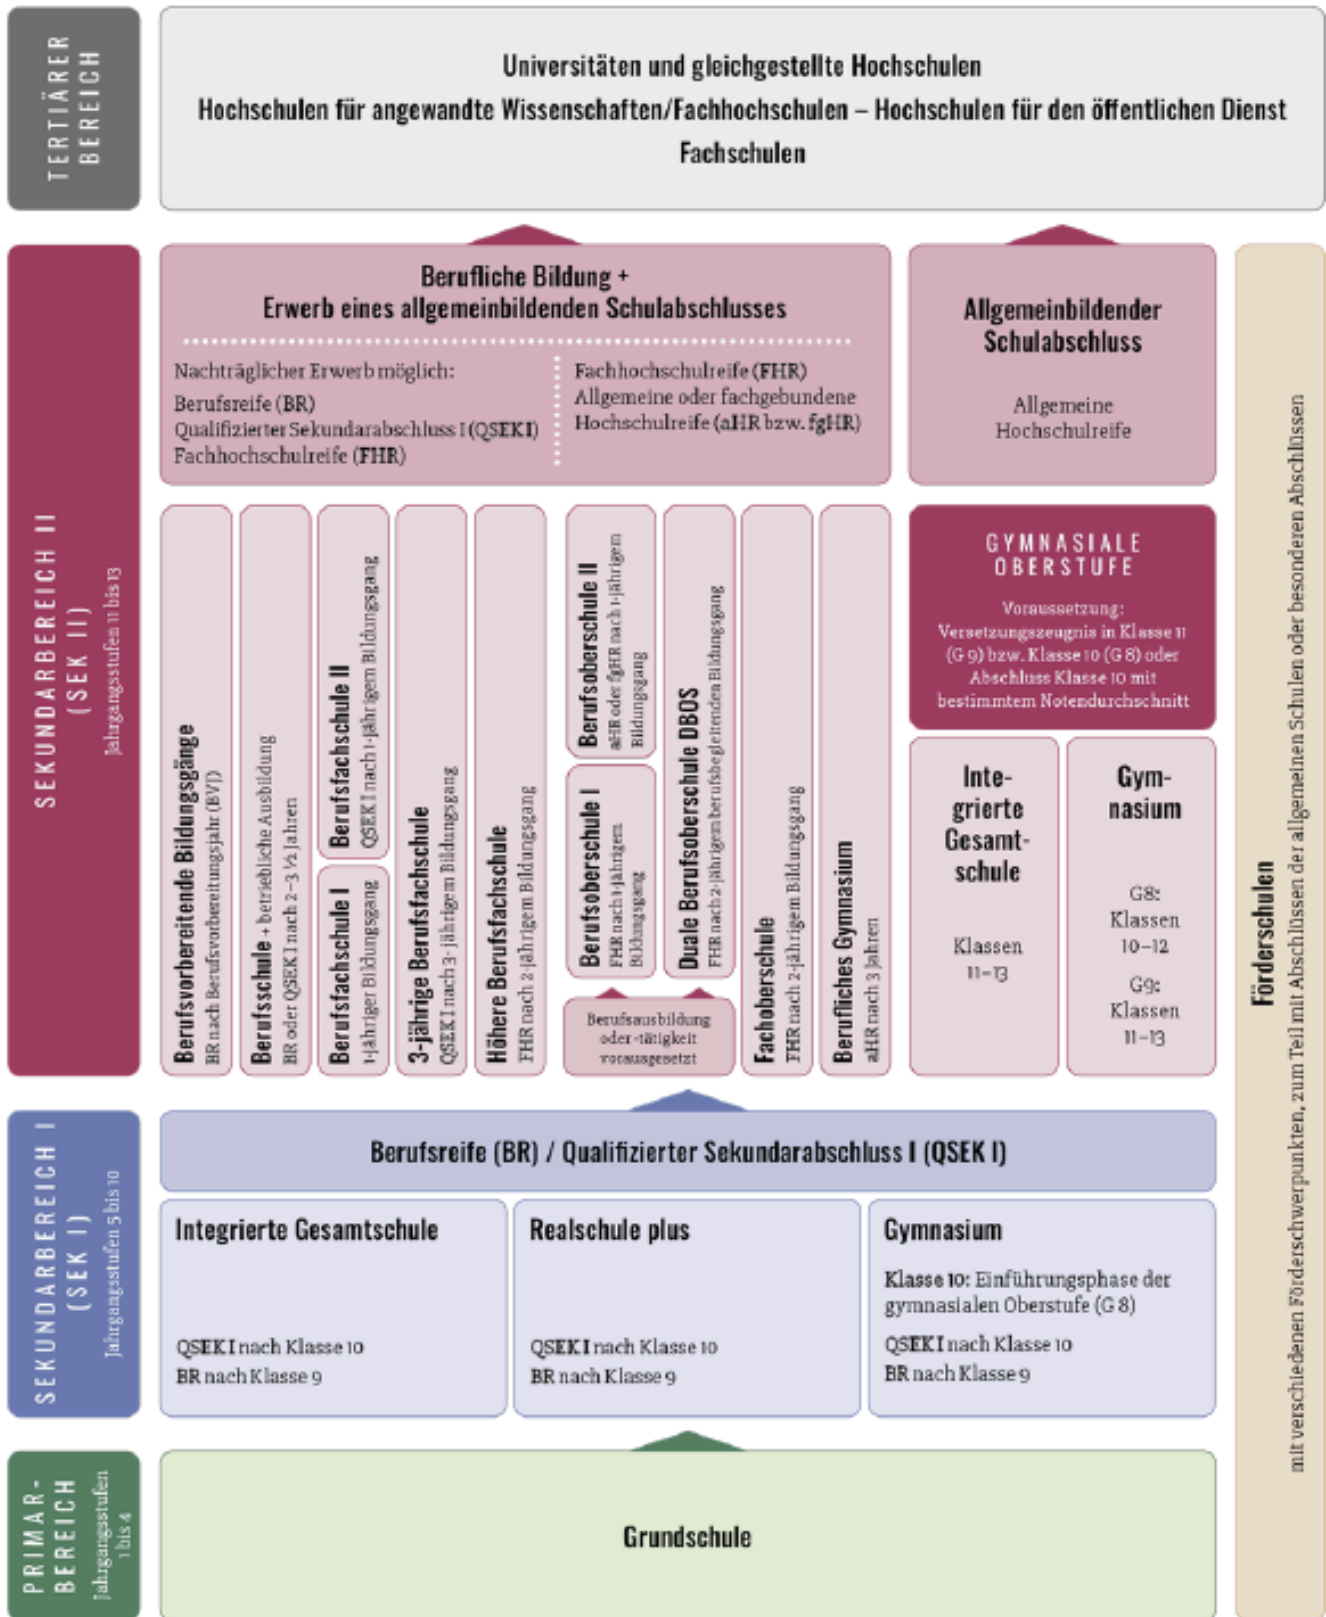 TERTIÄRER
BEREICH
Universitäten und gleichgestellte Hochschulen
Hochschulen für angewandte Wissenschaften/Fachhochschulen – Hochschulen für den öffentlichen Dienst
Fachschulen
SEKUNDARBEREICH II
(SEK II)
Jahrgangsstufen 11 bis 13
Berufliche Bildung +
Erwerb eines allgemeinbildenden Schulabschlusses
Nachträglicher Erwerb möglich:
Berufsreife (BR)
Qualifizierter Sekundarabschluss I (QSEK I)
Fachhochschulreife (FHR)
Fachhochschulreife (FHR)
Allgemeine oder fachgebundene
Hochschulreife (aHR bzw. fgHR)
Allgemeinbildender
Schulabschluss
Allgemeine
Hochschulreife
Berufsvorbereitende Bildungsgänge
BR nach Berufsvorbereitungsjahr (BVJ)
Berufsschule + betriebliche Ausbildung
BR oder QSEK I nach 2–3 ½ Jahren
Berufsfachschule II
QSEK I nach 1-jährigem Bildungsgang
Berufsfachschule I
1-jähriger Bildungsgang
3-jährige Berufsfachschule
QSEK I nach 3-jährigem Bildungsgang
Höhere Berufsfachschule
FHR nach 2-jährigem Bildungsgang
Berufsoberschule II
aHR oder fgHR nach 1-jährigem
Bildungsgang
Berufsoberschule I
FHR nach 1-jährigem
Bildungsgang
Duale Berufsoberschule DBOS
FHR nach 2-jährigem berufsbegleitenden Bildungsgang
Berufsausbildung
oder -tätigkeit
vorausgesetzt
Fachoberschule
FHR nach 2-jährigem Bildungsgang
Berufliches Gymnasium
aHR nach 3 Jahren
GYMNASIALE
OBERSTUFE
Voraussetzung:
Versetzungszeugnis in Klasse 11
(G 9) bzw. Klasse 10 (G 8) oder
Abschluss Klasse 10 mit
bestimmtem Notendurchschnitt
Inte-
grierte
Gesamt-
schule
Klassen
11–13
Gym-
nasium
G8:
Klassen
10–12
G9:
Klassen
11–13
Förderschulen
mit verschiedenen Förderschwerpunkten, zum Teil mit Abschlüssen der allgemeinen Schulen oder besonderen Abschlüssen
SEKUNDARBEREICH I
(SEK I)
Jahrgangsstufen 5 bis 10
Berufsreife (BR) / Qualifizierter Sekundarabschluss I (QSEK I)
Integrierte Gesamtschule
QSEK I nach Klasse 10
BR nach Klasse 9
Realschule plus
QSEK I nach Klasse 10
BR nach Klasse 9
Gymnasium
Klasse 10: Einführungsphase der
gymnasialen Oberstufe (G 8)
QSEK I nach Klasse 10
BR nach Klasse 9
PRIMAR-
BEREICH
Jahrgangsstufen
1 bis 4
Grundschule